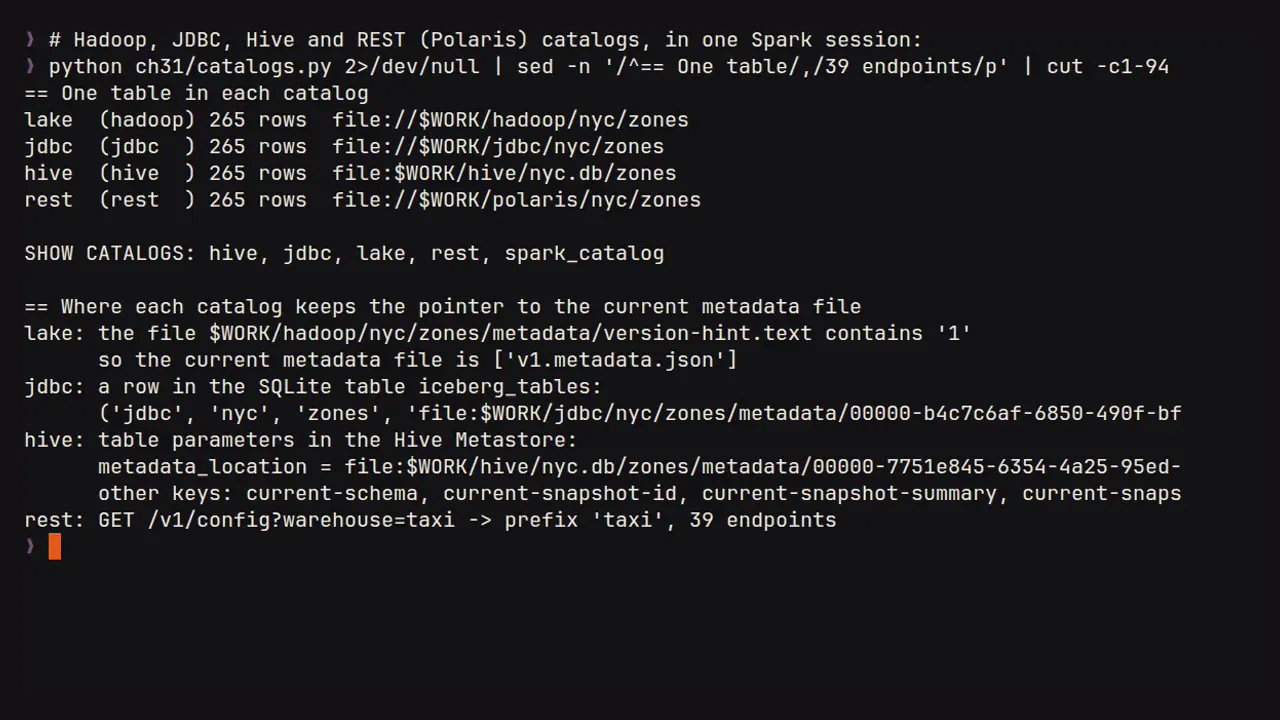 ❯ # Hadoop, JDBC, Hive and REST (Polaris) catalogs, in one Spark session:
❯ python ch31/catalogs.py 2>/dev/null | sed -n '/^== One table/,/39 endpoints/p' | cut -c1-94
== One table in each catalog
lake  (hadoop) 265 rows  file://$WORK/hadoop/nyc/zones
jdbc  (jdbc  ) 265 rows  file://$WORK/jdbc/nyc/zones
hive  (hive  ) 265 rows  file:$WORK/hive/nyc.db/zones
rest  (rest  ) 265 rows  file://$WORK/polaris/nyc/zones
SHOW CATALOGS: hive, jdbc, lake, rest, spark_catalog
== Where each catalog keeps the pointer to the current metadata file
lake: the file $WORK/hadoop/nyc/zones/metadata/version-hint.text contains '1'
      so the current metadata file is ['v1.metadata.json']
jdbc: a row in the SQLite table iceberg_tables:
      ('jdbc', 'nyc', 'zones', 'file:$WORK/jdbc/nyc/zones/metadata/00000-b4c7c6af-6850-490f-bf
hive: table parameters in the Hive Metastore:
      metadata_location = file:$WORK/hive/nyc.db/zones/metadata/00000-7751e845-6354-4a25-95ed-
      other keys: current-schema, current-snapshot-id, current-snapshot-summary, current-snaps
rest: GET /v1/config?warehouse=taxi -> prefix 'taxi', 39 endpoints
❯